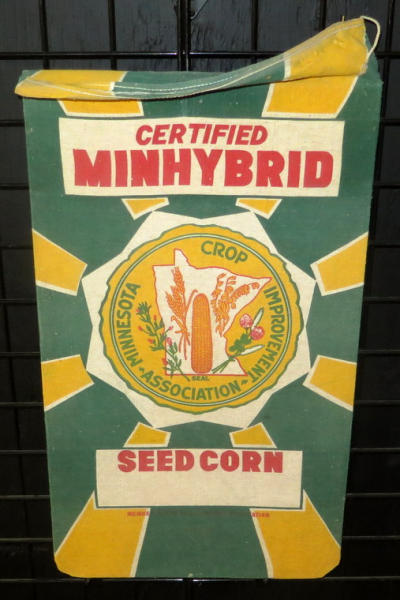 CERTIFIED
MINHYBRID
MINNESOTA CROP IMPROVEMENT
ASSOCIATION
SEAL
SEED CORN